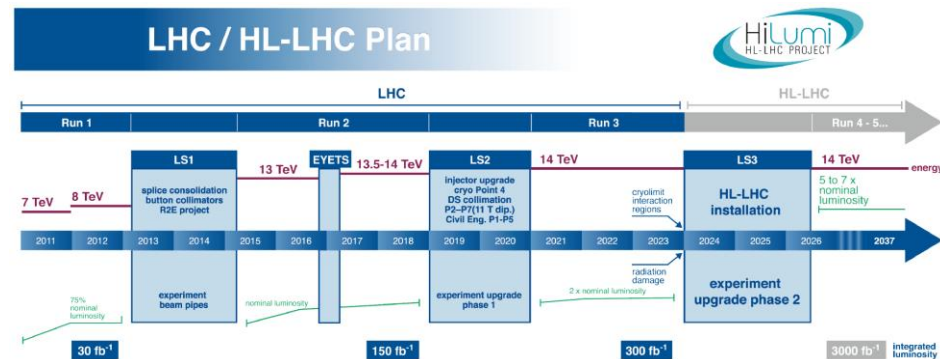 LHC / HL-LHC Plan
HiLumi
HL-LHC PROJECT
LHC
HL-LHC
Run 1
Run 2
Run 3
Run 4 - 5...
LS1
EYETS
LS2
LS3
splice consolidation
button collimators
R2E project
injector upgrade
cryo Point 4
DS collimation
P2-P7(11 T dip.)
Civil Eng. P1-P5
HL-LHC
installation
7 TeV
8 TeV
13 TeV
13.5-14 TeV
14 TeV
14 TeV
energy
cryolimit
interaction
regions
5 to 7 x
nominal
luminosity
2011 2012 2013 2014 2015 2016 2017 2018 2019 2020 2021 2022 2023 2024 2025 2026 2037
radiation
damage
75%
nominal
luminosity
experiment
beam pipes
nominal luminosity
experiment upgrade
phase 1
2 x nominal luminosity
experiment
upgrade phase 2
30 fb⁻¹
150 fb⁻¹
300 fb⁻¹
3000 fb⁻¹
integrated
luminosity